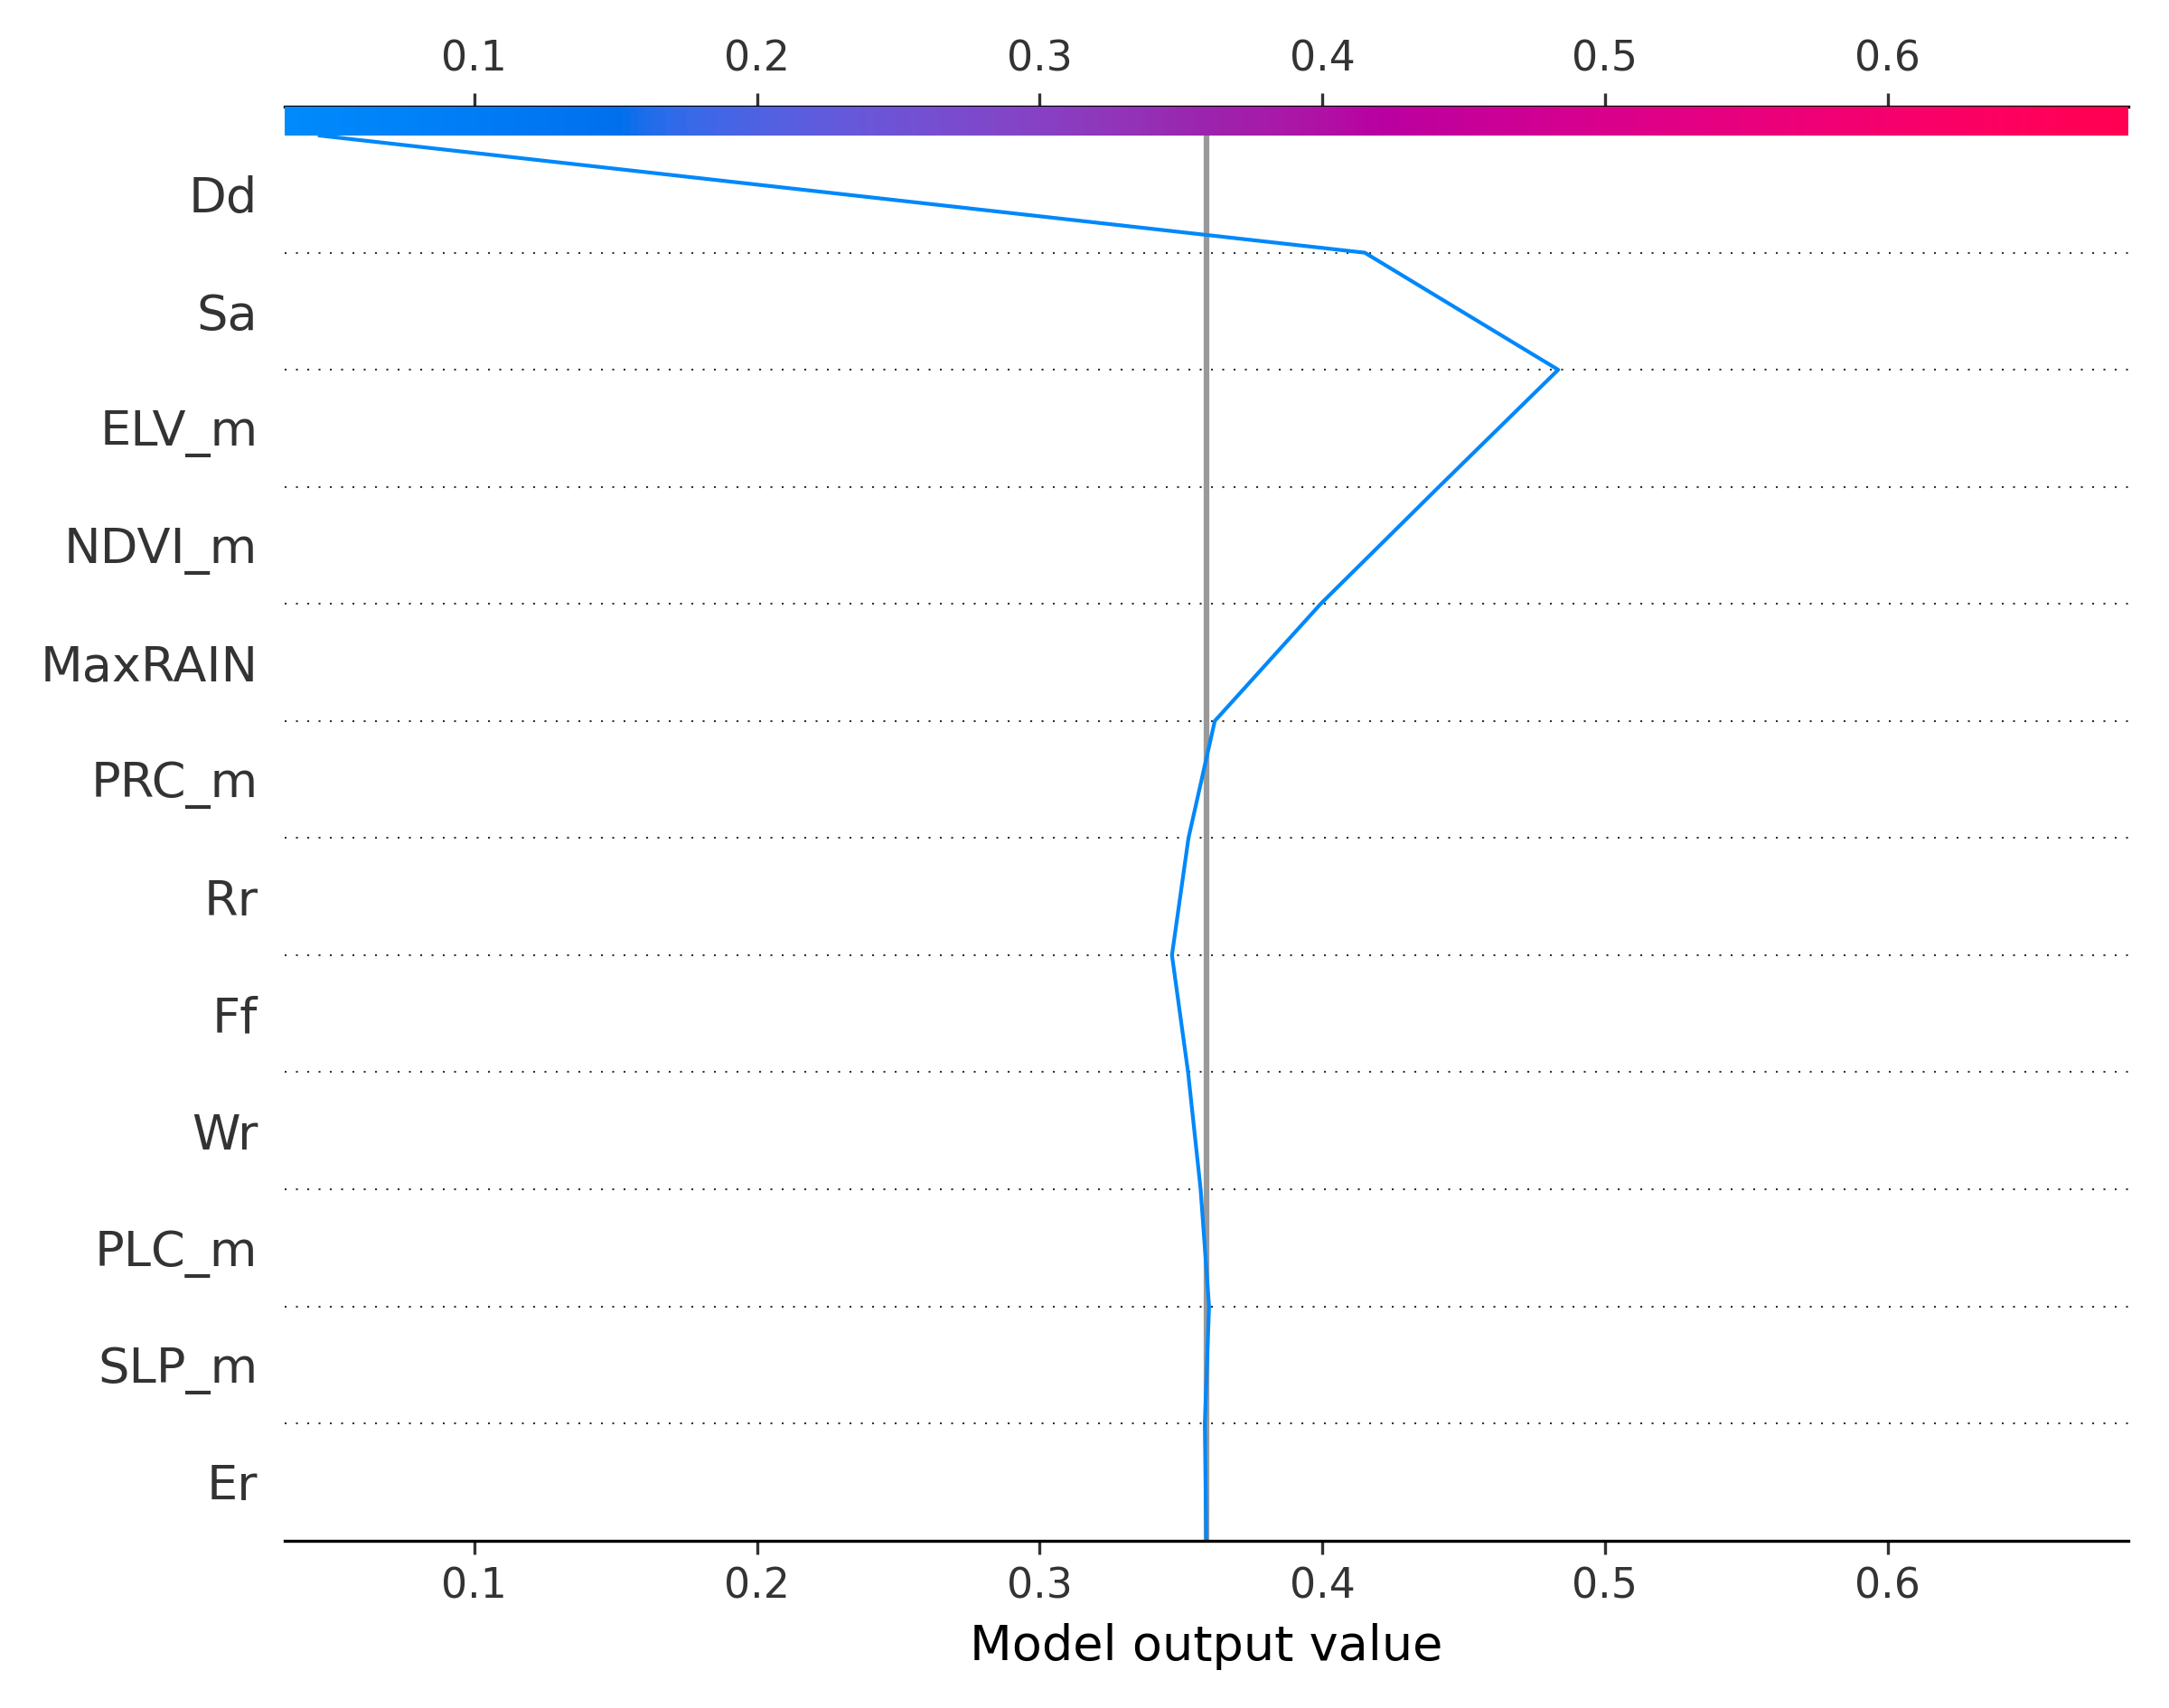 0.1 0.2 0.3 0.4 0.5 0.6
Dd
Sa
ELV_m
NDVI_m
MaxRAIN
PRC_m
Rr
Ff
Wr
PLC_m
SLP_m
Er
0.1 0.2 0.3 0.4 0.5 0.6
Model output value